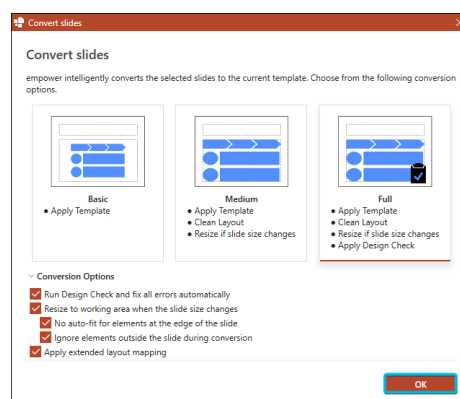 Convert slides
Convert slides
empower intelligently converts the selected slides to the current template. Choose from the following conversion
options.
Basic
● Apply Template
Medium
● Apply Template
● Clean Layout
● Resize if slide size changes
Full
● Apply Template
● Clean Layout
● Resize if slide size changes
● Apply Design Check
Conversion Options
Run Design Check and fix all errors automatically
Resize to working area when the slide size changes
No auto-fit for elements at the edge of the slide
Ignore elements outside the slide during conversion
Apply extended layout mapping
OK